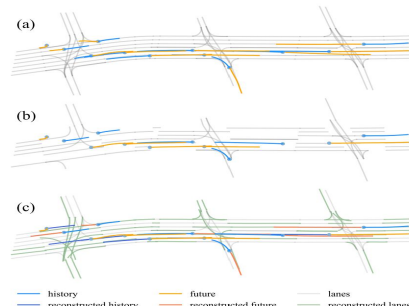 (a)
(b)
(c)
history future lanes
reconstructed history reconstructed future reconstructed lanes